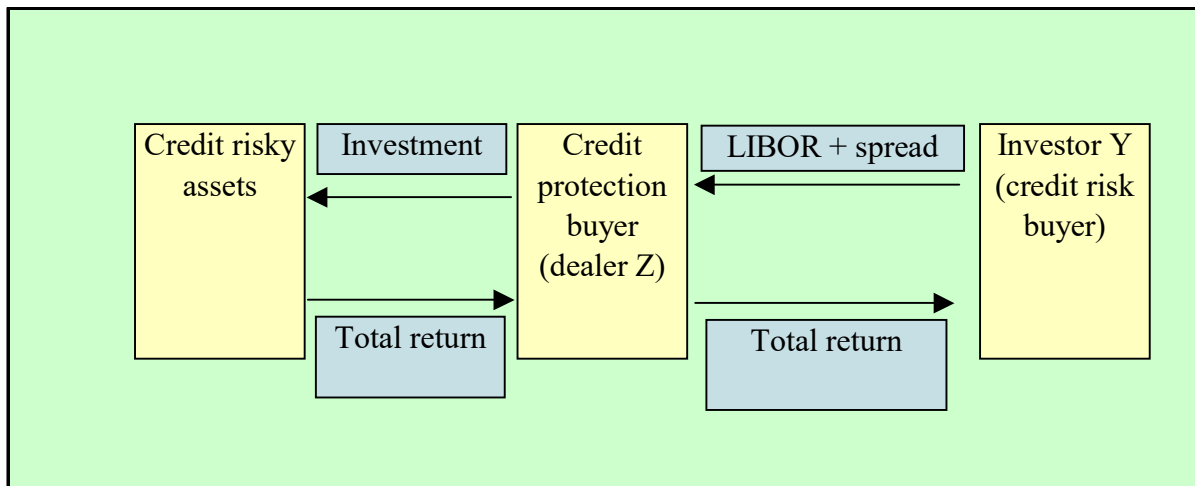 Credit risky
assets
Investment
Credit
protection
buyer
(dealer Z)
LIBOR + spread
Investor Y
(credit risk
buyer)
Total return
Total return